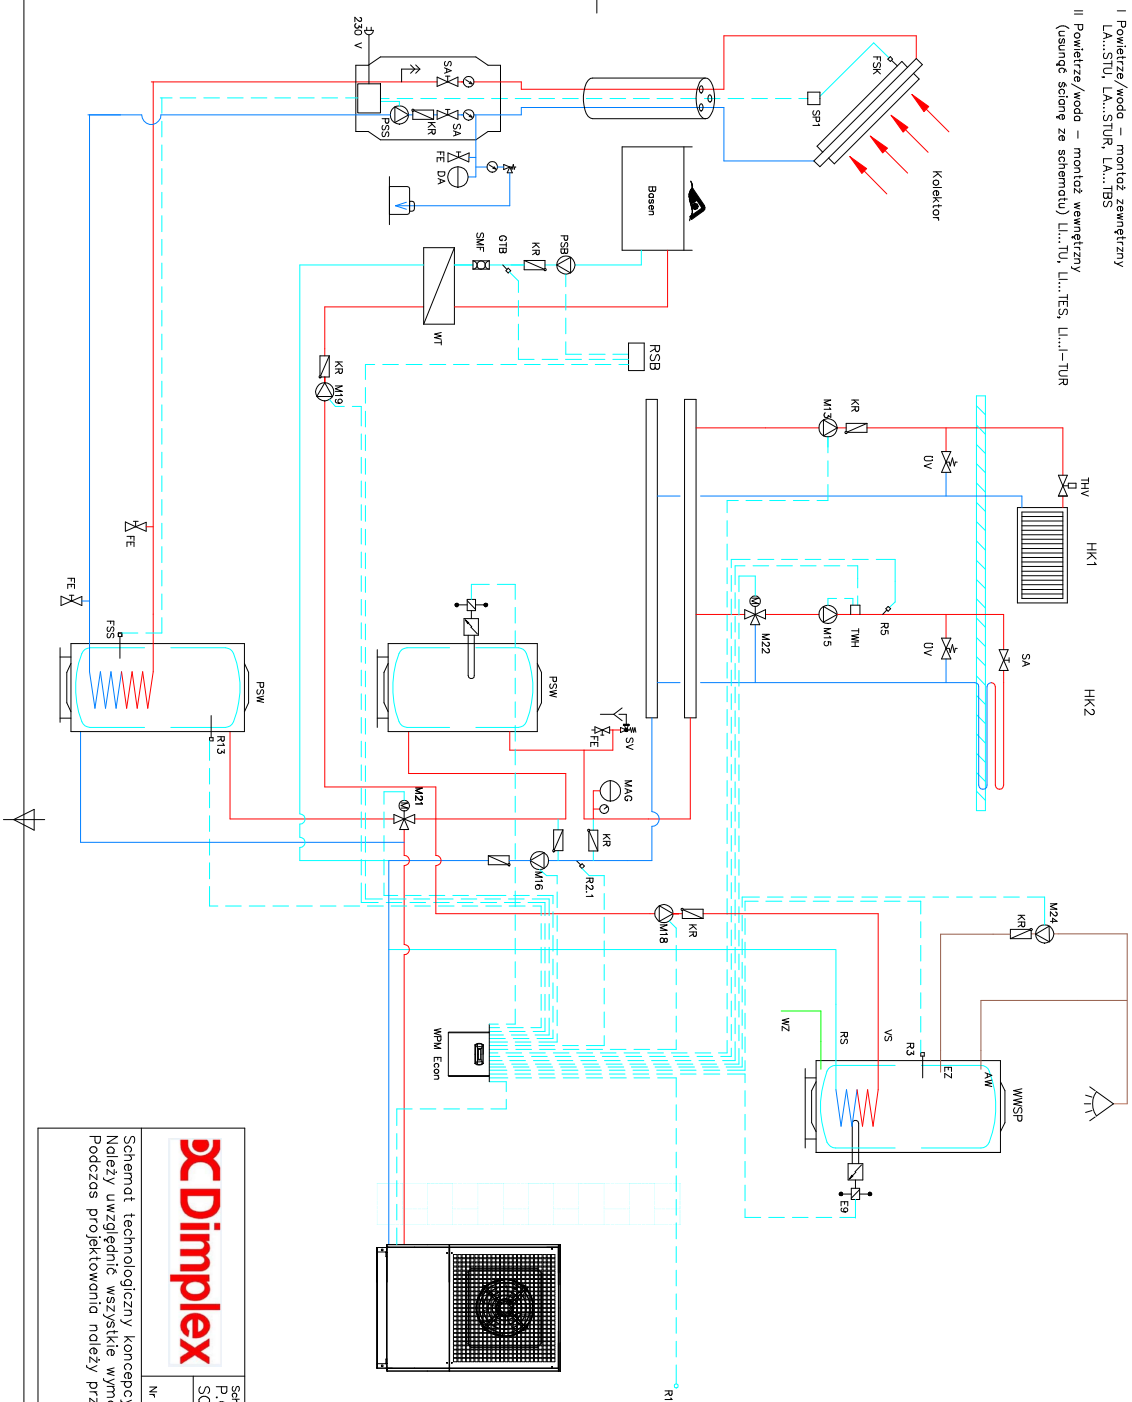 I Powietrze/woda – montaż zewnętrzny
LA...STU, LA...STUR, LA...TBS
II Powietrze/woda – montaż wewnętrzny
(usunąć ścianę ze schematu) LI...TU, LI...TES, LI...I-TUR
Kolektor
FSK
SP1
230 V
SA
PSS
KR
SA
FE
DA
Basen
PSB
KR
GTB
SMF
WT
RSB
KR
M19
M13
KR
ÜV
THV
HK1
HK2
SA
ÜV
R5
TWH
M15
M
M22
FE
FE
FSS
PSW
R13
PSW
SV
FE
MAG
KR
M21
M
M16
R2.1
M18
KR
M24
KR
WZ
RS
VS
R3
EZ
AW
WWSP
E9
WPM Econ
R1
Dimplex
Sch
P.
SC
Nr
Schemat technologiczny koncepcy
Należy uwzględnić wszystkie wym
Podczas projektowania należy prz